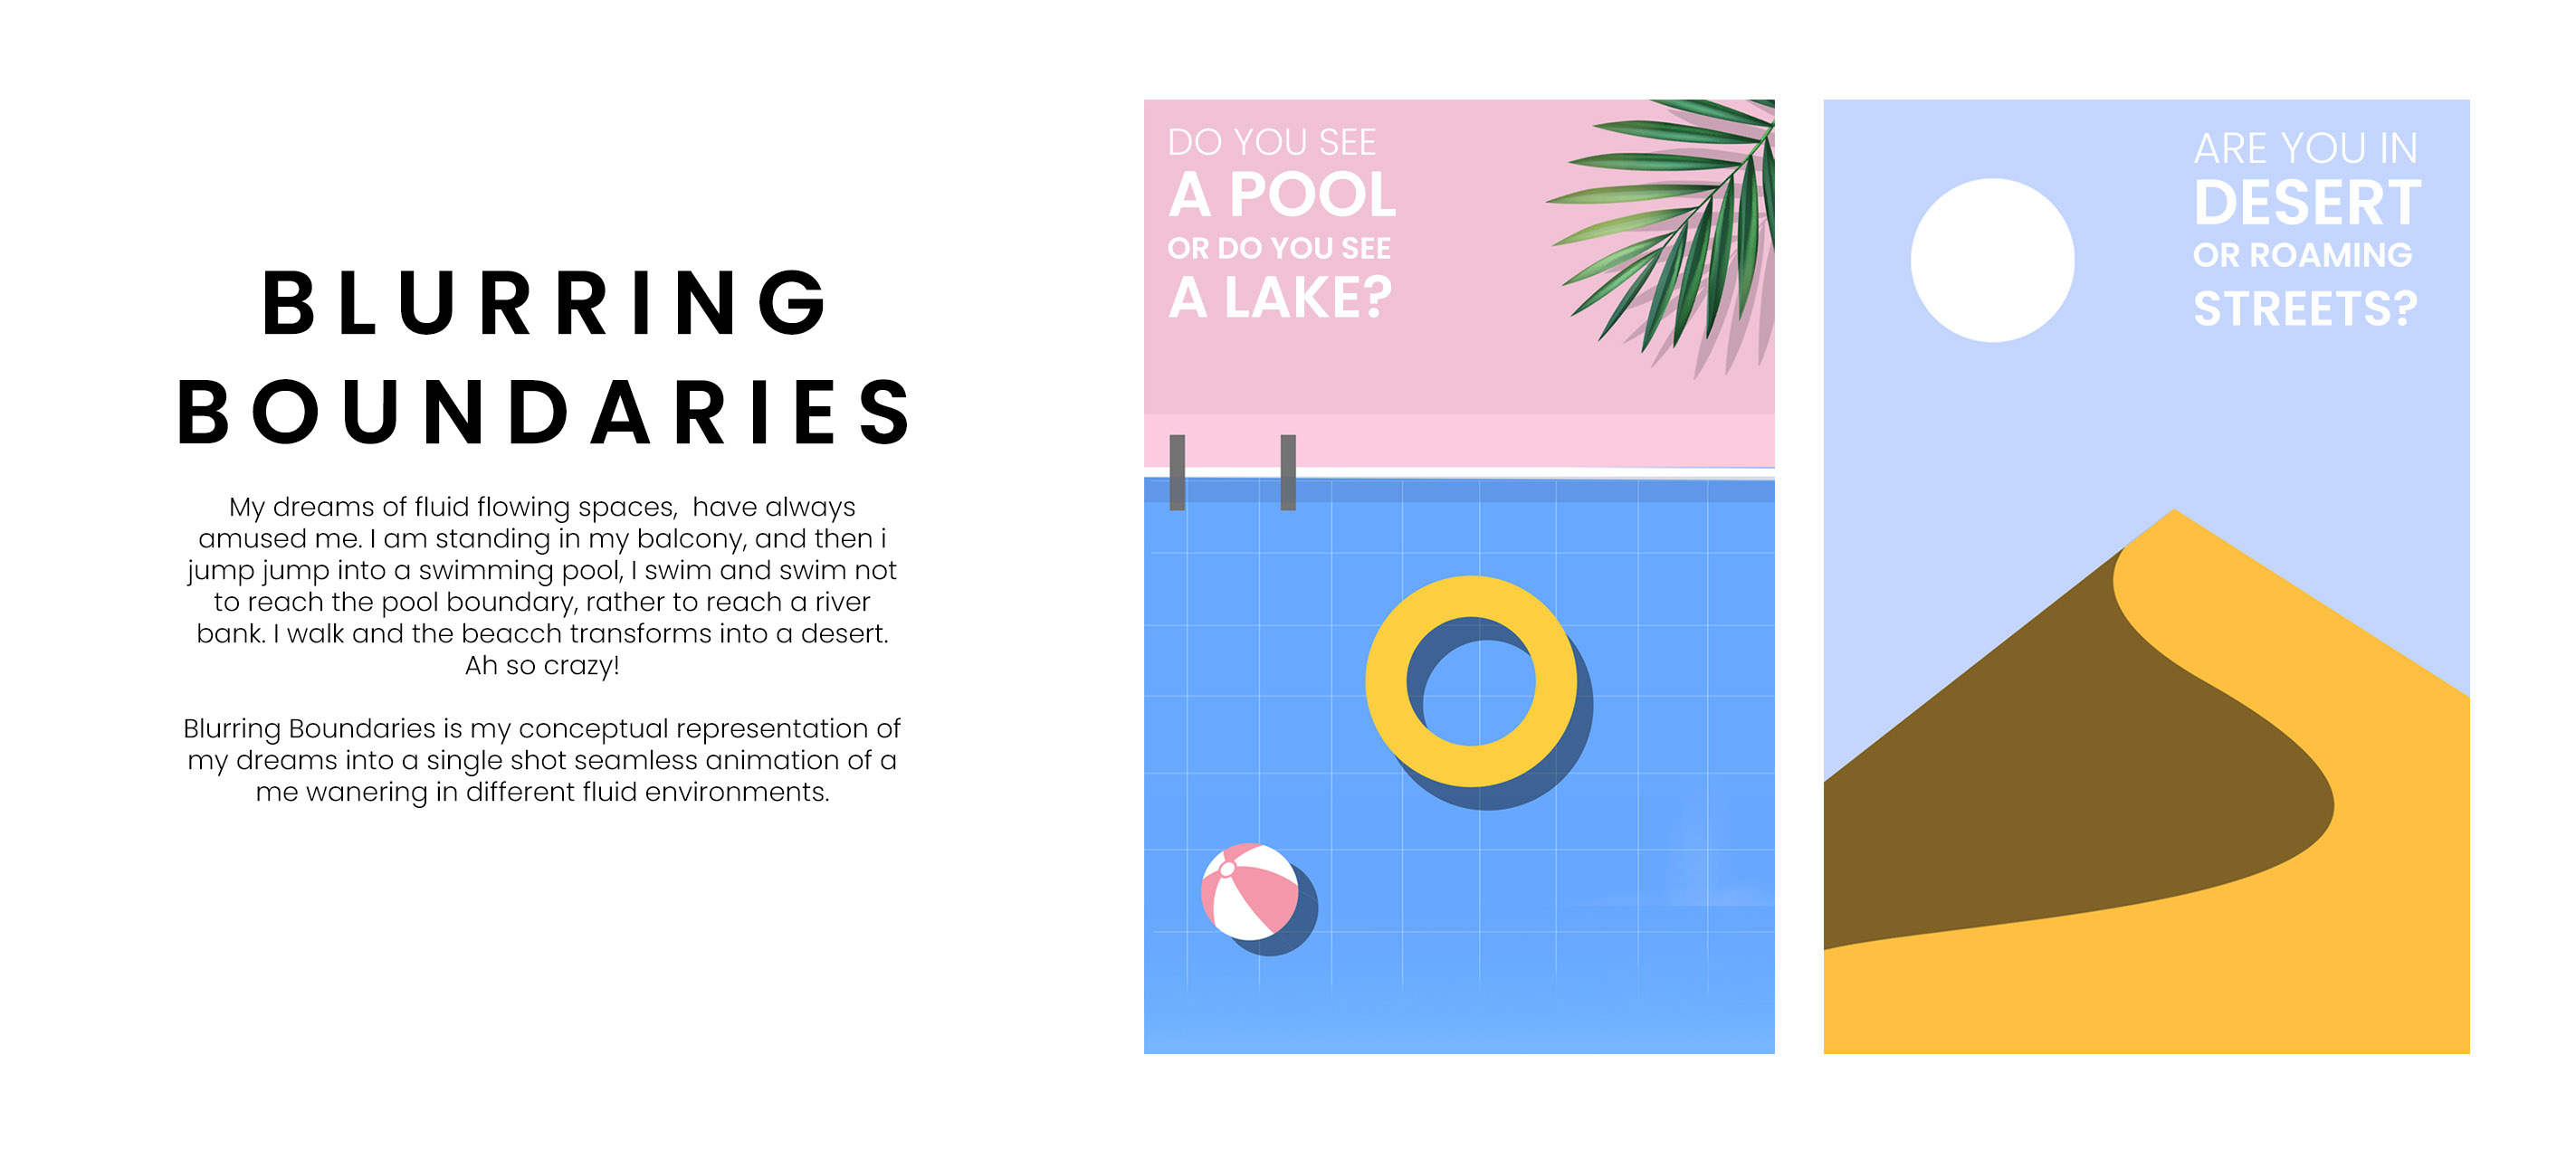 BLURRING
BOUNDARIES
My dreams of fluid flowing spaces,  have always
amused me. I am standing in my balcony, and then i
jump jump into a swimming pool, I swim and swim not
to reach the pool boundary, rather to reach a river
bank. I walk and the beacch transforms into a desert.
Ah so crazy!
Blurring Boundaries is my conceptual representation of
my dreams into a single shot seamless animation of a
me wanering in different fluid environments.
DO YOU SEE
A POOL
OR DO YOU SEE
A LAKE?
ARE YOU IN
DESERT
OR ROAMING
STREETS?